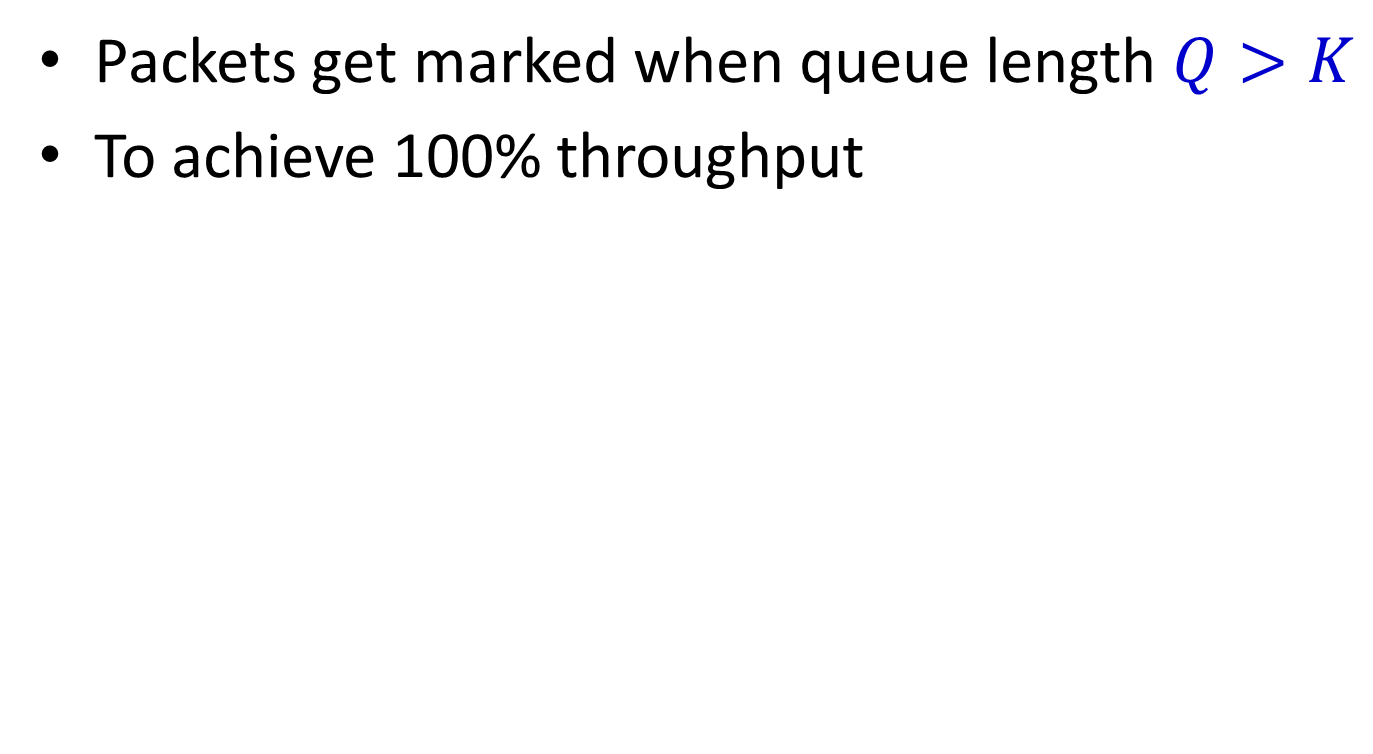 • Packets get marked when queue length Q > K
• To achieve 100% throughput